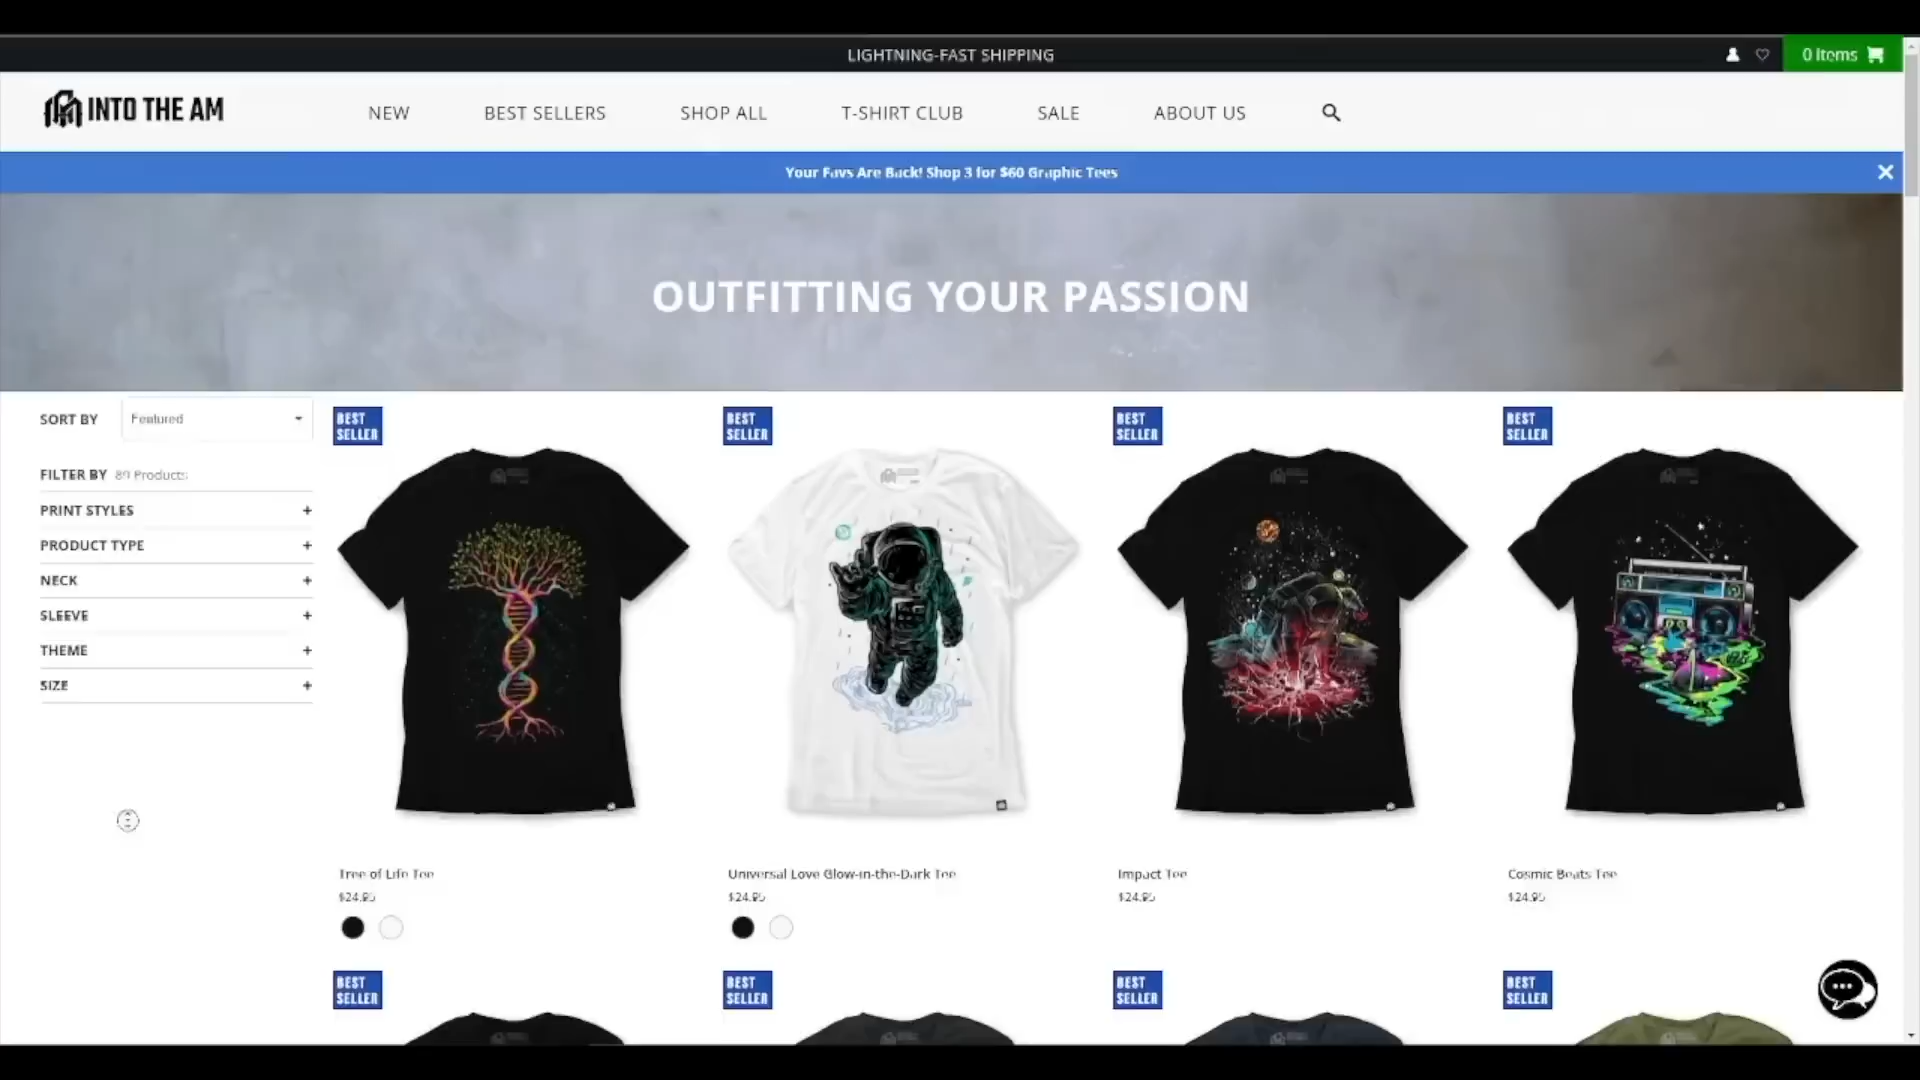 LIGHTNING-FAST SHIPPING
0 Items
INTO THE AM
NEW
BEST SELLERS
SHOP ALL
T-SHIRT CLUB
SALE
ABOUT US
Your Favs Are Back! Shop 3 for $60 Graphic Tees
OUTFITTING YOUR PASSION
SORT BY
Featured
FILTER BY 89 Products
PRINT STYLES
PRODUCT TYPE
NECK
SLEEVE
THEME
SIZE
BEST
SELLER
BEST
SELLER
BEST
SELLER
BEST
SELLER
Tree of Life Tee
$24.95
Universal Love Glow-in-the-Dark Tee
$24.95
Impact Tee
$24.95
Cosmic Beats Tee
$24.95
BEST
SELLER
BEST
SELLER
BEST
SELLER
BEST
SELLER